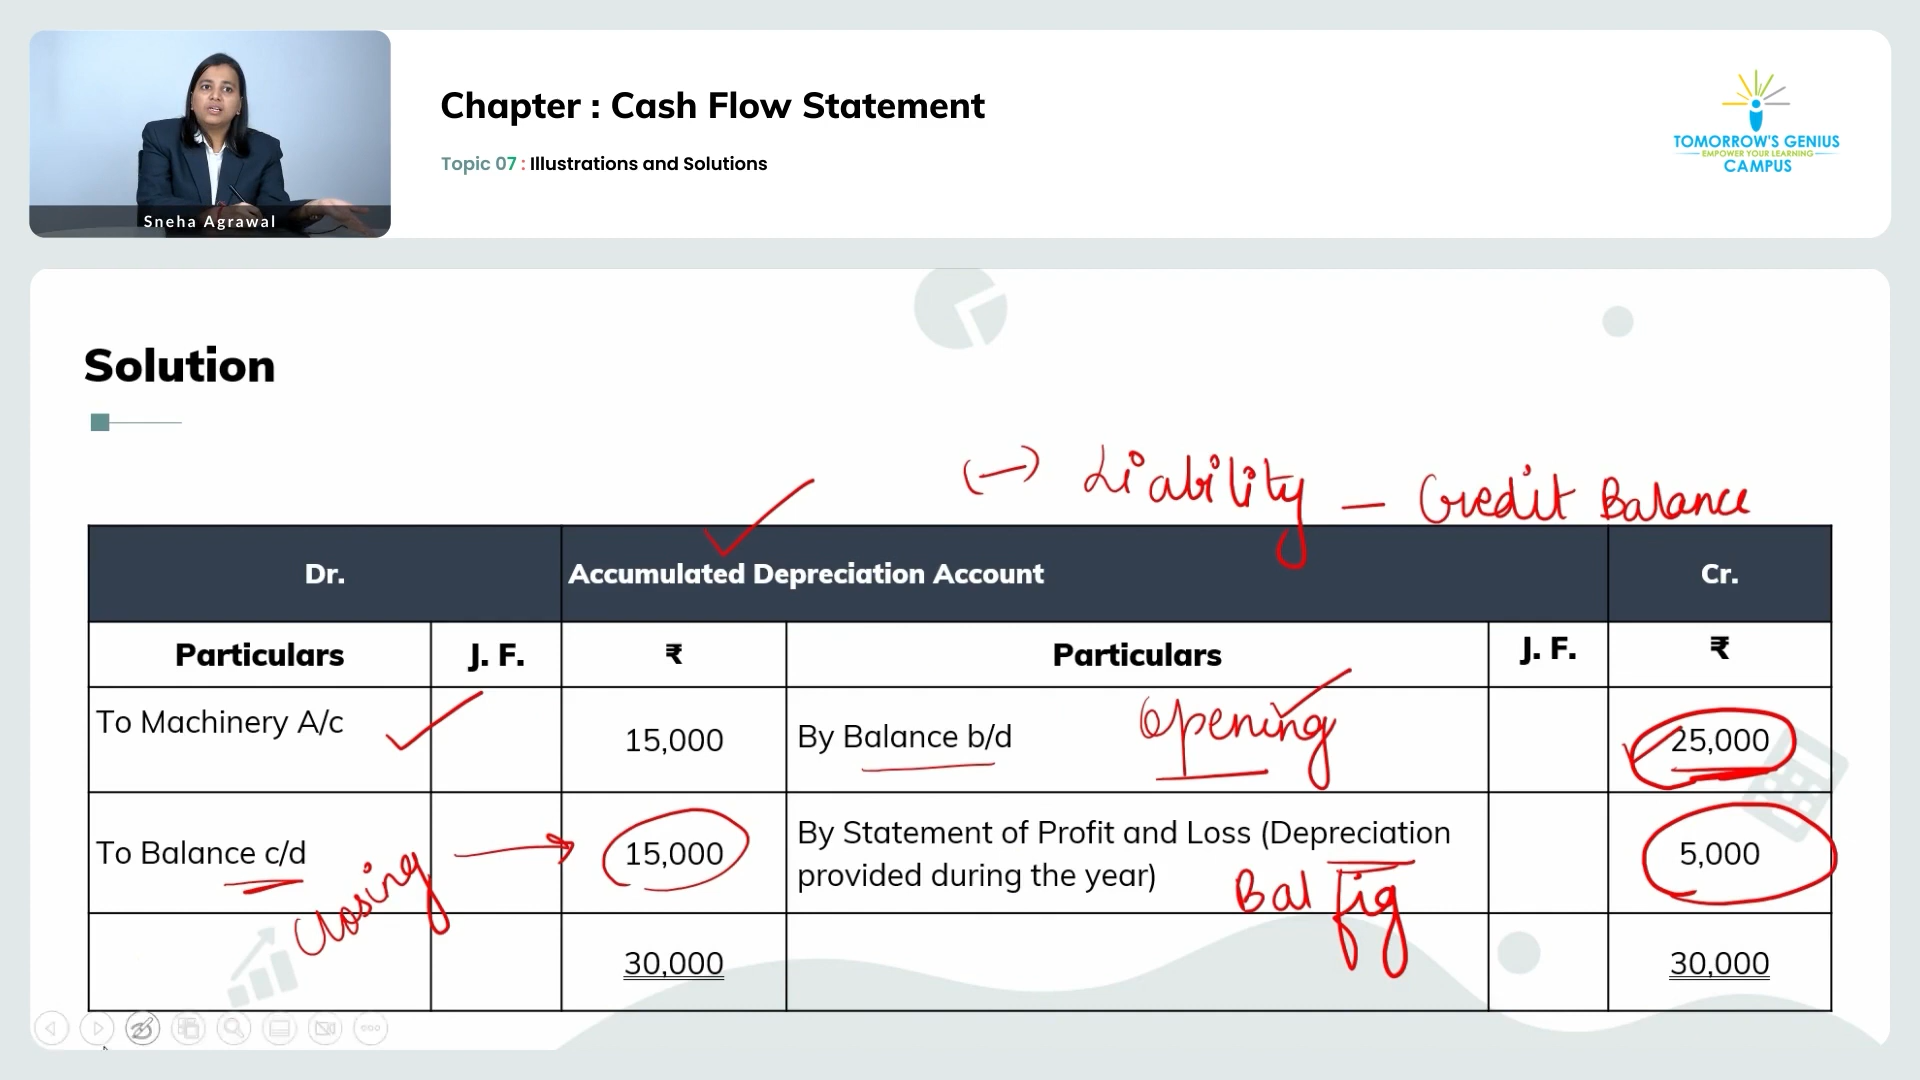 Chapter : Cash Flow Statement
Topic 07 : Illustrations and Solutions
Sneha Agrawal
TOMORROW'S GENIUS
EMPOWER YOUR LEARNING
CAMPUS
Solution
(—) Liability — Credit Balance
Dr. Accumulated Depreciation Account Cr.
Particulars J. F. ₹ Particulars J. F. ₹
To Machinery A/c 15,000 By Balance b/d Opening 25,000
To Balance c/d Closing 15,000 By Statement of Profit and Loss (Depreciation
provided during the year) Bal fig 5,000
30,000 30,000